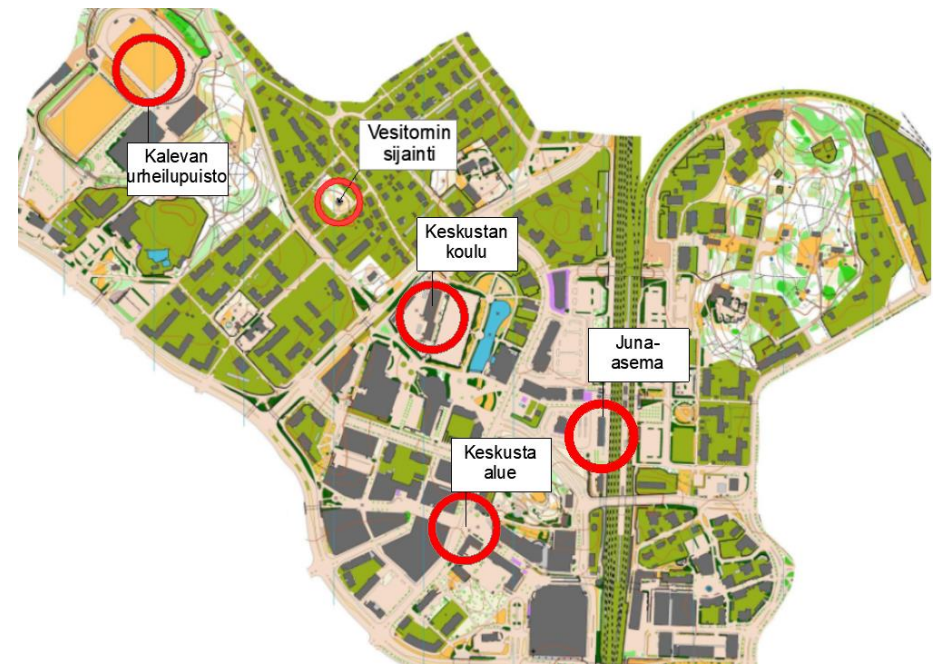 Vesitornin
sijainti
Kalevan
urheilupuisto
Keskustan
koulu
Juna-
asema
Keskusta
alue